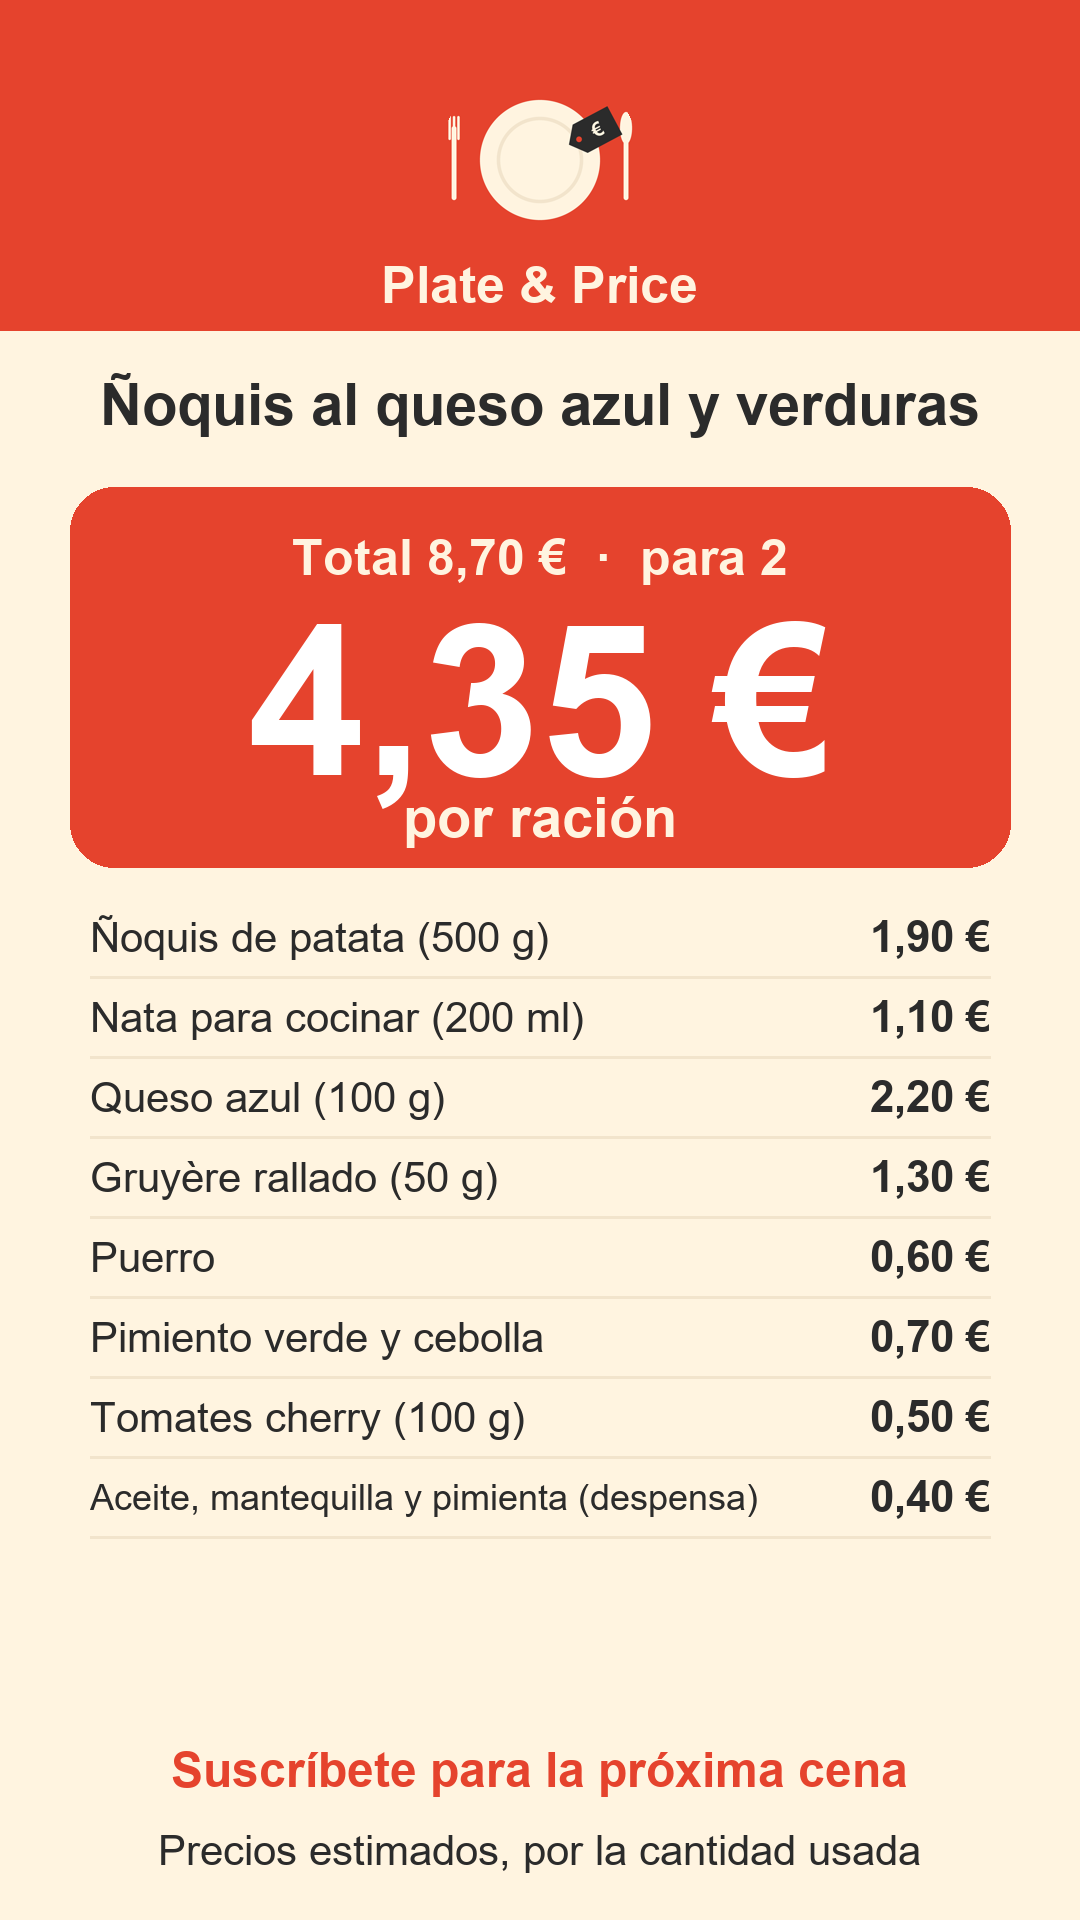 €
Plate & Price
Ñoquis al queso azul y verduras
Total 8,70 € · para 2
4,35 €
por ración
Ñoquis de patata (500 g) 1,90 €
Nata para cocinar (200 ml) 1,10 €
Queso azul (100 g) 2,20 €
Gruyère rallado (50 g) 1,30 €
Puerro 0,60 €
Pimiento verde y cebolla 0,70 €
Tomates cherry (100 g) 0,50 €
Aceite, mantequilla y pimienta (despensa) 0,40 €
Suscríbete para la próxima cena
Precios estimados, por la cantidad usada